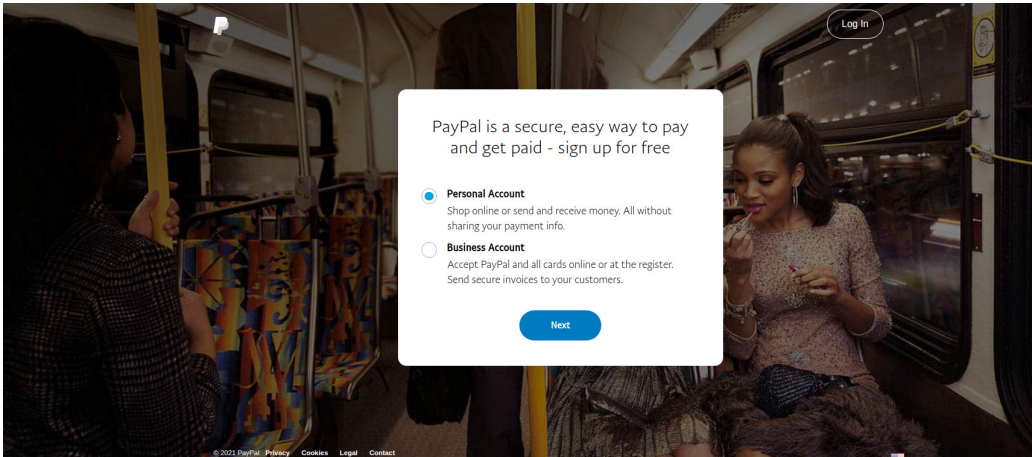 Log In
PayPal is a secure, easy way to pay
and get paid - sign up for free
Personal Account
Shop online or send and receive money. All without
sharing your payment info.
Business Account
Accept PayPal and all cards online or at the register.
Send secure invoices to your customers.
Next
© 2021 PayPal Privacy Cookies Legal Contact